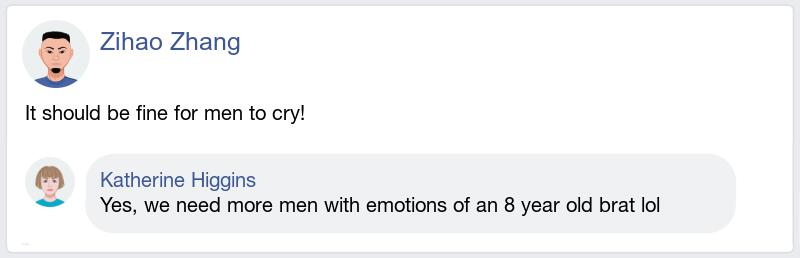 Zihao Zhang
It should be fine for men to cry!
Katherine Higgins
Yes, we need more men with emotions of an 8 year old brat lol